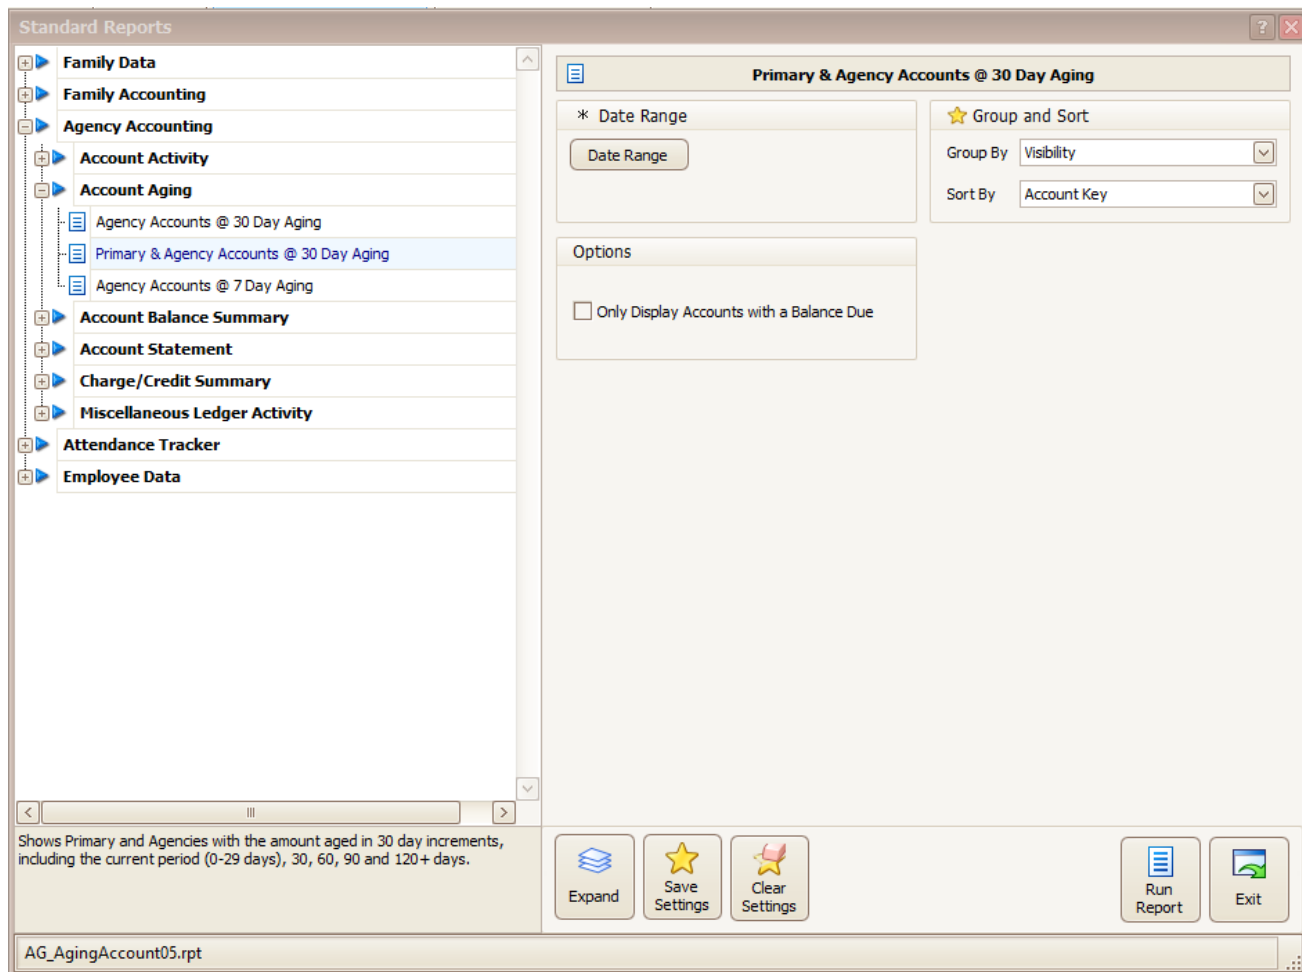 Standard Reports
Family Data
Family Accounting
Agency Accounting
Account Activity
Account Aging
Agency Accounts @ 30 Day Aging
Primary & Agency Accounts @ 30 Day Aging
Agency Accounts @ 7 Day Aging
Account Balance Summary
Account Statement
Charge/Credit Summary
Miscellaneous Ledger Activity
Attendance Tracker
Employee Data
Shows Primary and Agencies with the amount aged in 30 day increments,
including the current period (0-29 days), 30, 60, 90 and 120+ days.
Primary & Agency Accounts @ 30 Day Aging
* Date Range
Date Range
Group and Sort
Group By Visibility
Sort By Account Key
Options
Only Display Accounts with a Balance Due
Expand
Save
Settings
Clear
Settings
Run
Report
Exit
AG_AgingAccount05.rpt